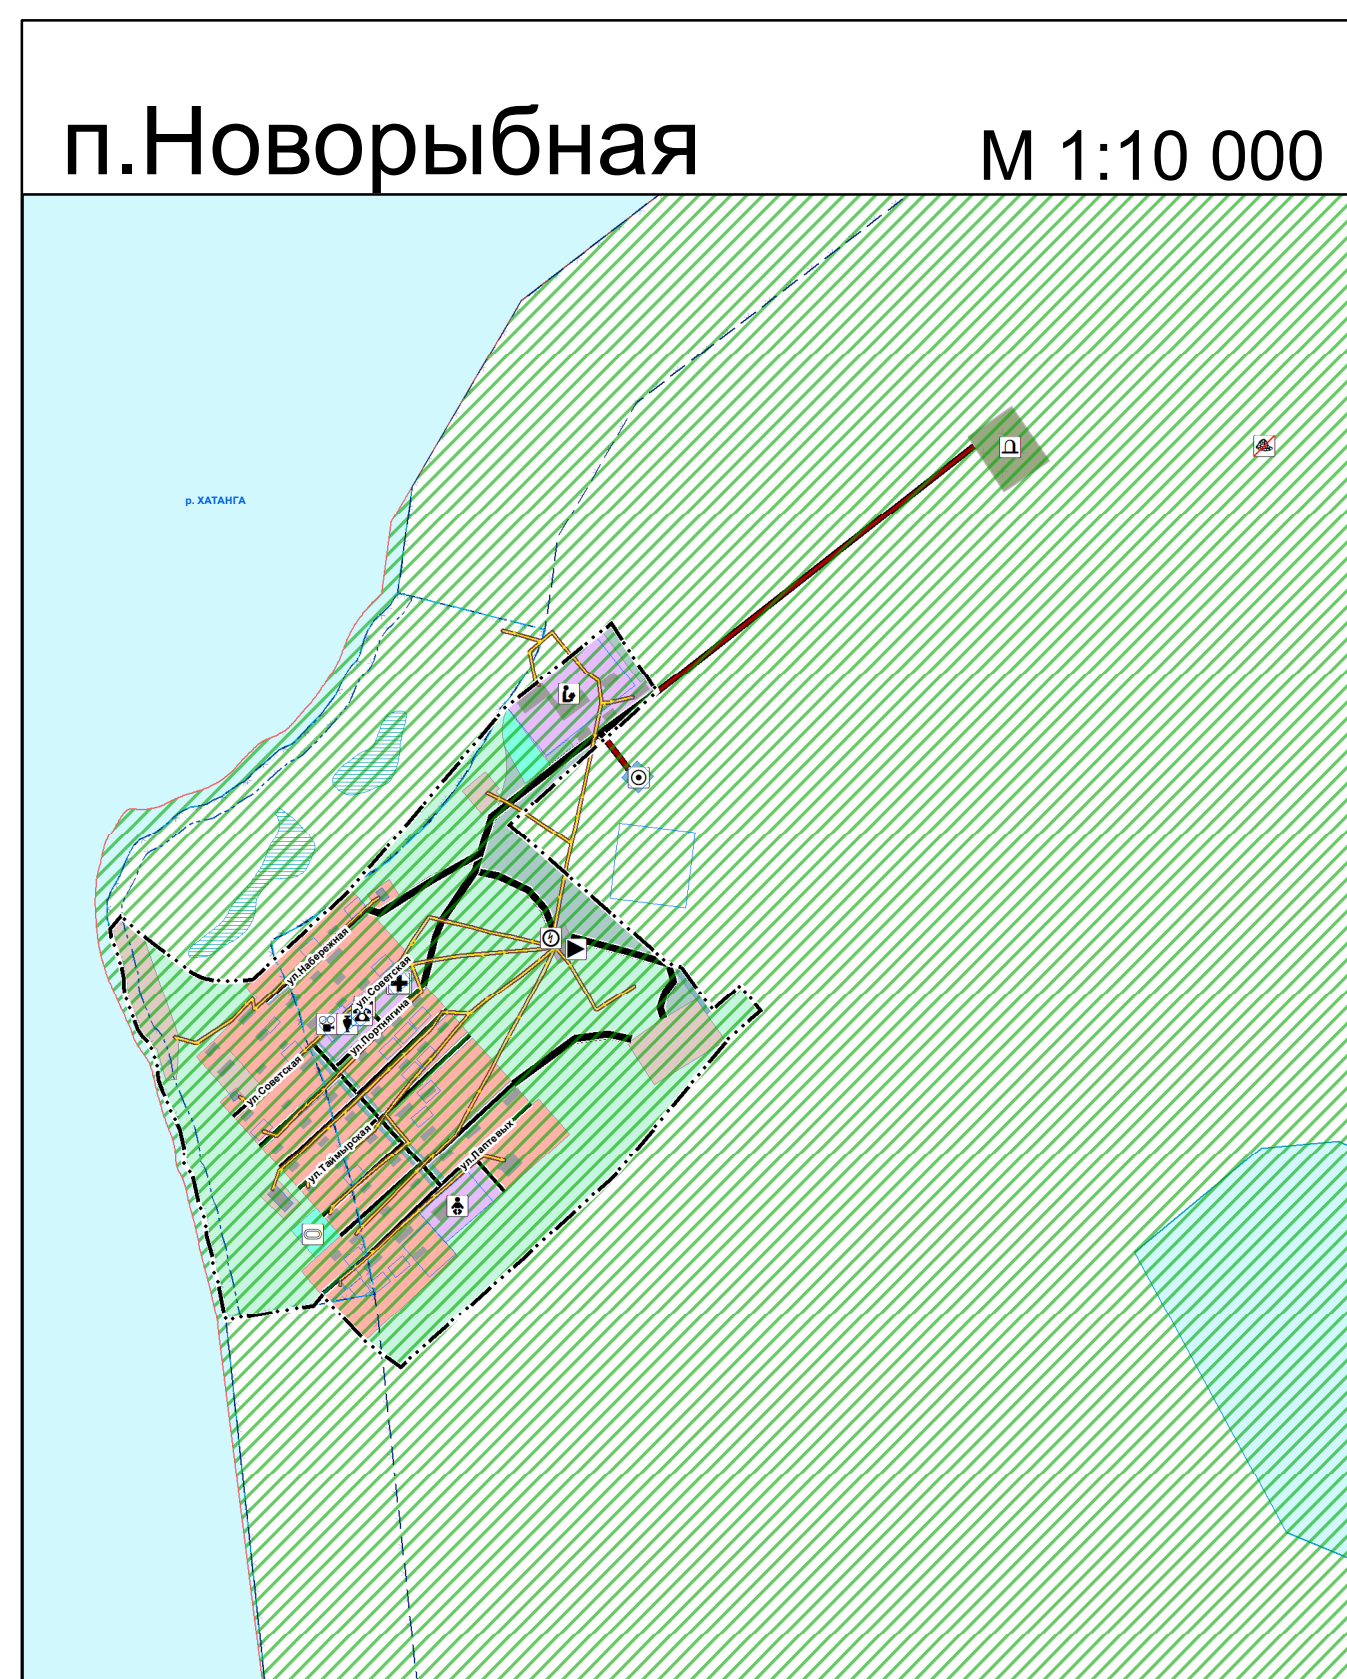 п.Новорыбная
М 1:10 000
р. ХАТАНГА
ул.Набережная
ул.Советская
ул.Портнягина
ул.Советская
ул.Таймырская
ул.Лаптевых